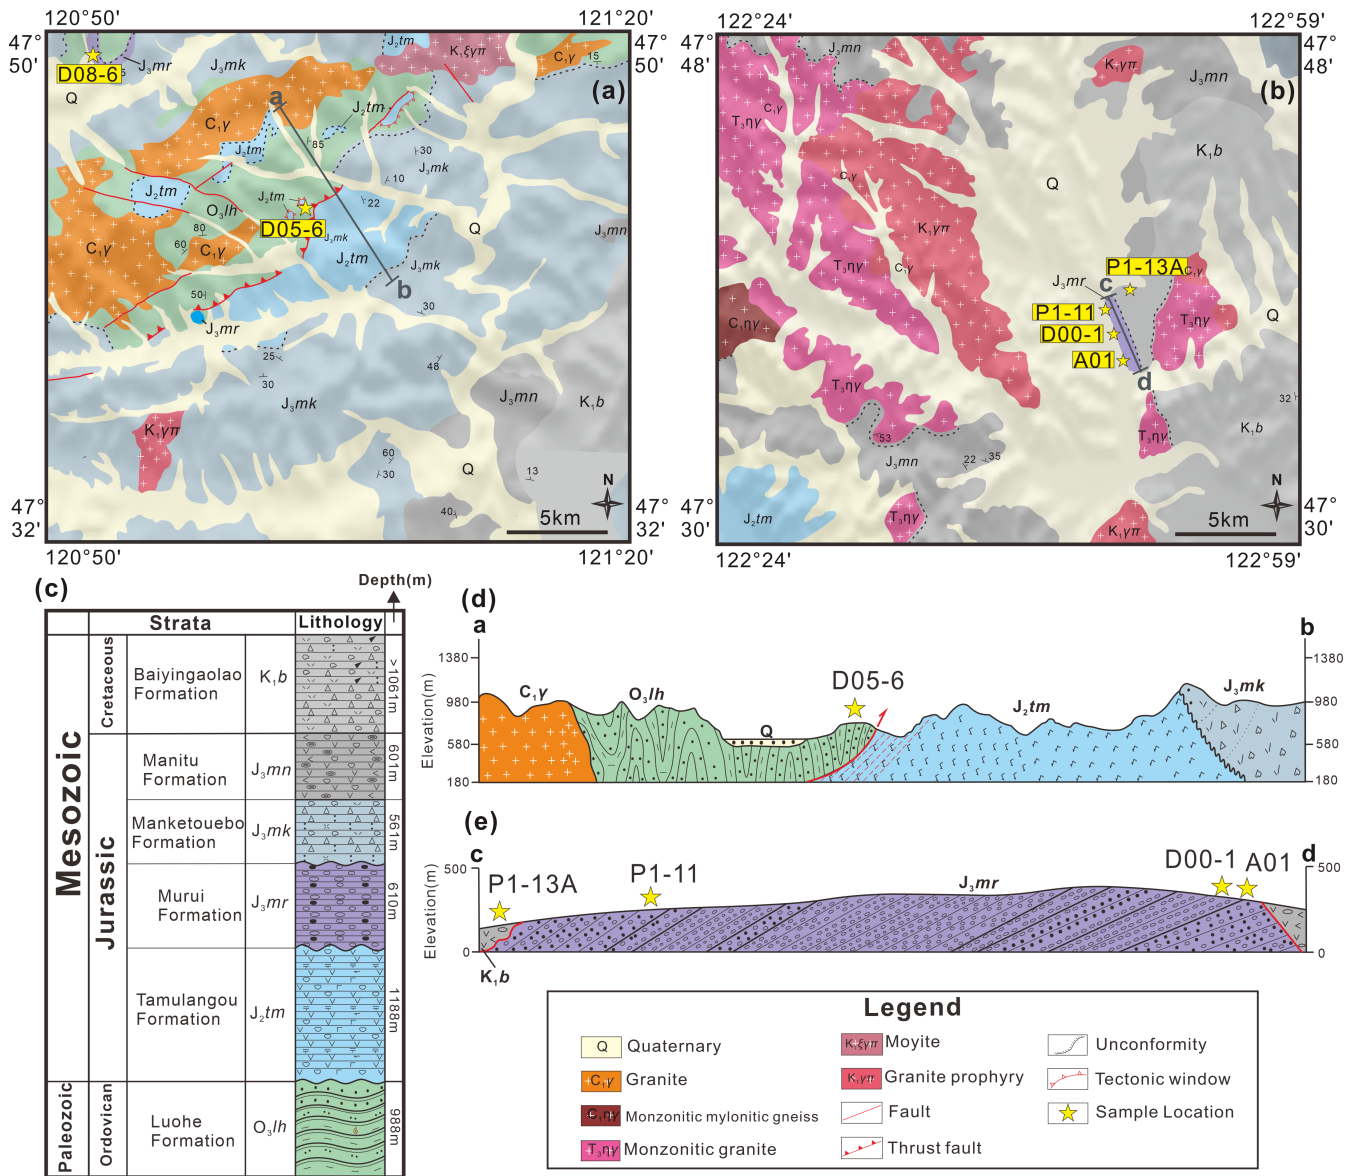 120°50'
121°20'
122°24'
122°59'
47°
50'
47°
50'
47°
48'
47°
48'
(a)
D08-6
J₃mr
J₃mk
J₂tm
K₁ξγπ
C₁γ
15
Q
a
J₂tm
C₁γ
85
J₂tm
30
J₃mk
10
J₂tm
O₃lh
J₂tm
22
D05-6
J₃mk
80
60
C₁γ
C₁γ
J₂tm
J₃mk
Q
J₃mn
b
50
30
J₃mr
25
30
48
J₃mk
J₃mn
K₁b
K₁γπ
60
30
Q
13
40
N
5km
47°
32'
47°
32'
120°50'
121°20'
(b)
J₃mn
K₁γπ
J₃mn
C₁γ
T₃ηγ
K₁b
Q
C₁γ
K₁γπ
T₃ηγ
C₁γ
P1-13A
C₁γ
J₃mr
c
P1-11
D00-1
A01
T₃ηγ
Q
C₁ηγ
d
T₃ηγ
32
53
J₃mn
22
35
T₃ηγ
K₁b
J₂tm
T₃ηγ
K₁γπ
N
5km
47°
30'
47°
30'
122°24'
122°59'
(c)
Depth(m)
Strata
Lithology
Mesozoic
Cretaceous
Baiyingaolao
Formation
K₁b
>1061m
Jurassic
Manitu
Formation
J₃mn
601m
Manketouebo
Formation
J₃mk
561m
Murui
Formation
J₃mr
610m
Tamulangou
Formation
J₂tm
1188m
Paleozoic
Ordovican
Luohe
Formation
O₃lh
988m
(d)
a
b
Elevation(m)
1380
980
580
180
1380
980
580
180
C₁γ
O₃lh
Q
D05-6
J₂tm
J₃mk
(e)
c
d
Elevation(m)
500
0
500
0
P1-13A
P1-11
J₃mr
D00-1
A01
K₁b
Legend
Q Quaternary
C₁γ Granite
C₁ηγ Monzonitic mylonitic gneiss
T₃ηγ Monzonitic granite
K₁ξγπ Moyite
K₁γπ Granite prophyry
Fault
Thrust fault
Unconformity
Tectonic window
Sample Location